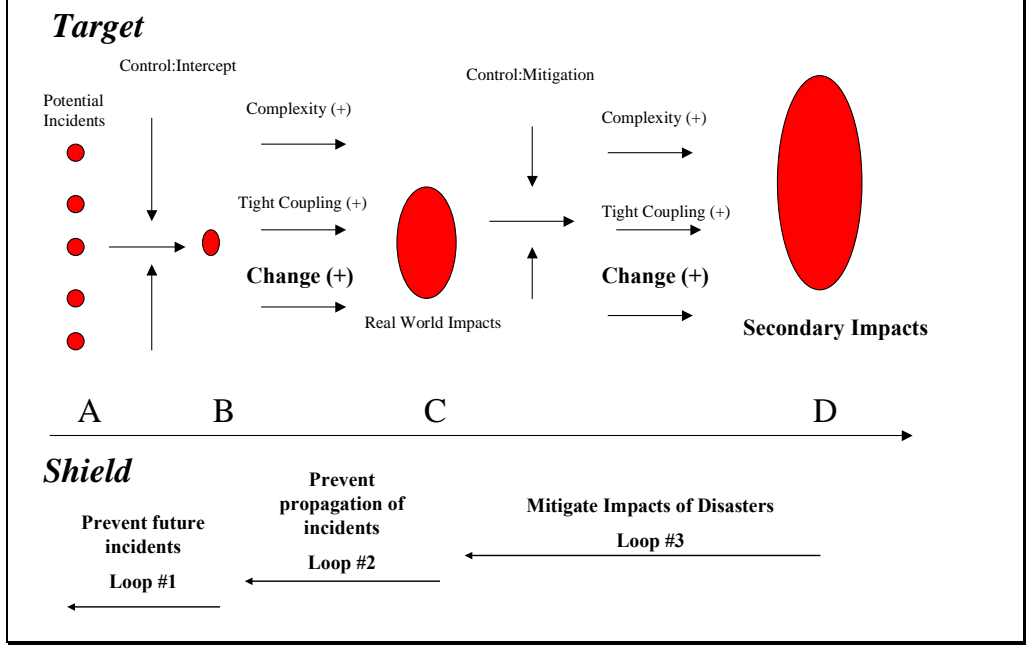 Target
Control:Intercept
Control:Mitigation
Potential
Incidents
Complexity (+)
Complexity (+)
Tight Coupling (+)
Tight Coupling (+)
Change (+)
Change (+)
Real World Impacts
Secondary Impacts
A
B
C
D
Shield
Prevent future
incidents
Loop #1
Prevent
propagation of
incidents
Loop #2
Mitigate Impacts of Disasters
Loop #3